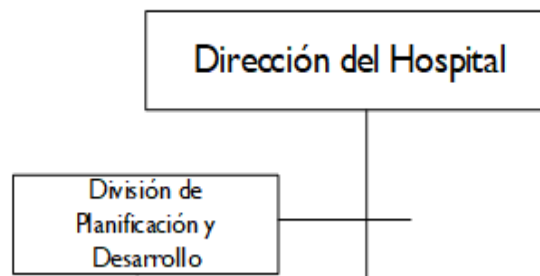 Dirección del Hospital
División de
Planificación y
Desarrollo